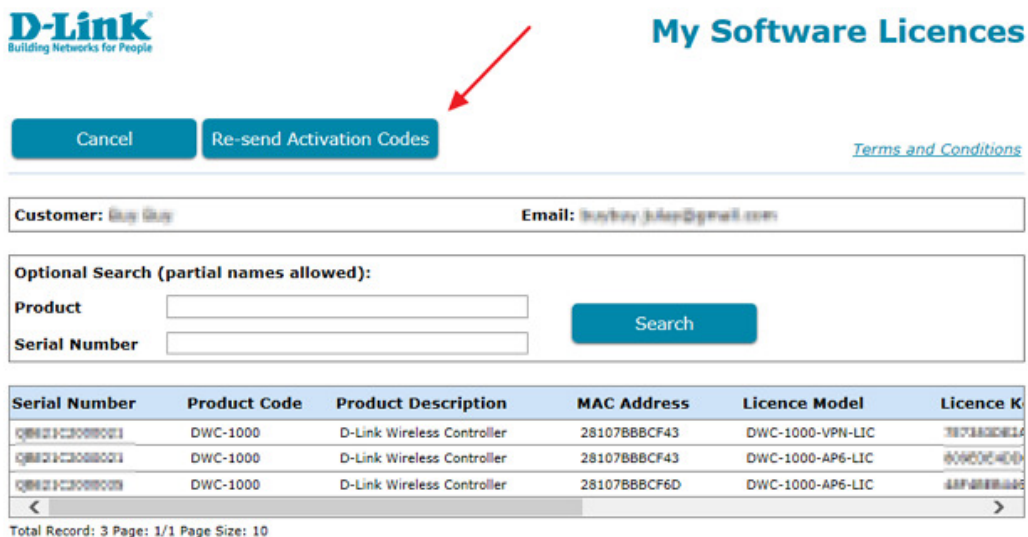 D-Link
Building Networks for People
My Software Licences
Cancel
Re-send Activation Codes
Terms and Conditions
Customer:
Email:
Optional Search (partial names allowed):
Product
Serial Number
Search
Serial Number Product Code Product Description MAC Address Licence Model Licence K
DWC-1000 D-Link Wireless Controller 28107BBBCF43 DWC-1000-VPN-LIC
DWC-1000 D-Link Wireless Controller 28107BBBCF43 DWC-1000-AP6-LIC
DWC-1000 D-Link Wireless Controller 28107BBBCF6D DWC-1000-AP6-LIC
Total Record: 3 Page: 1/1 Page Size: 10